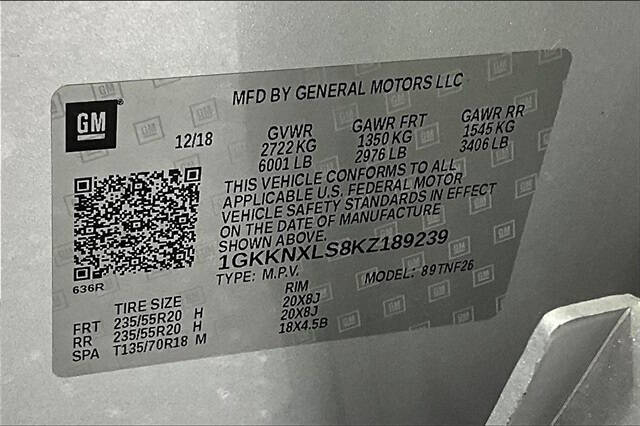 GM
MFD BY GENERAL MOTORS LLC
12/18
GVWR GAWR FRT GAWR RR
2722 KG 1350 KG 1545 KG
6001 LB 2976 LB 3406 LB
THIS VEHICLE CONFORMS TO ALL
APPLICABLE U.S. FEDERAL MOTOR
VEHICLE SAFETY STANDARDS IN EFFECT
ON THE DATE OF MANUFACTURE
SHOWN ABOVE.
1GKKNXLS8KZ189239
TYPE: M.P.V. MODEL: 89TNF26
636R
TIRE SIZE RIM
FRT 235/55R20 H 20X8J
RR 235/55R20 H 20X8J
SPA T135/70R18 M 18X4.5B